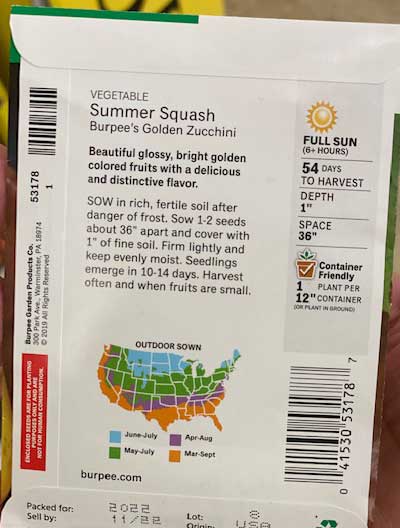 VEGETABLE
Summer Squash
Burpee's Golden Zucchini
Beautiful glossy, bright golden
colored fruits with a delicious
and distinctive flavor.
SOW in rich, fertile soil after
danger of frost. Sow 1-2 seeds
about 36" apart and cover with
1" of fine soil. Firm lightly and
keep evenly moist. Seedlings
emerge in 10-14 days. Harvest
often and when fruits are small.
FULL SUN
(6+ HOURS)
54 DAYS
TO HARVEST
DEPTH
1"
SPACE
36"
Container
Friendly
1 PLANT PER
12" CONTAINER
(OR PLANT IN GROUND)
53178
1
Burpee Garden Products Co.
300 Park Ave., Warminster, PA 18974
© 2019 All Rights Reserved
ENCLOSED SEEDS ARE FOR PLANTING
PURPOSES ONLY AND ARE
NOT FOR HUMAN CONSUMPTION.
OUTDOOR SOWN
June-July
Apr-Aug
May-July
Mar-Sept
burpee.com
0 41530 53178 7
Packed for: 2022
Sell by: 11/22
Lot: 8
Origin: USA